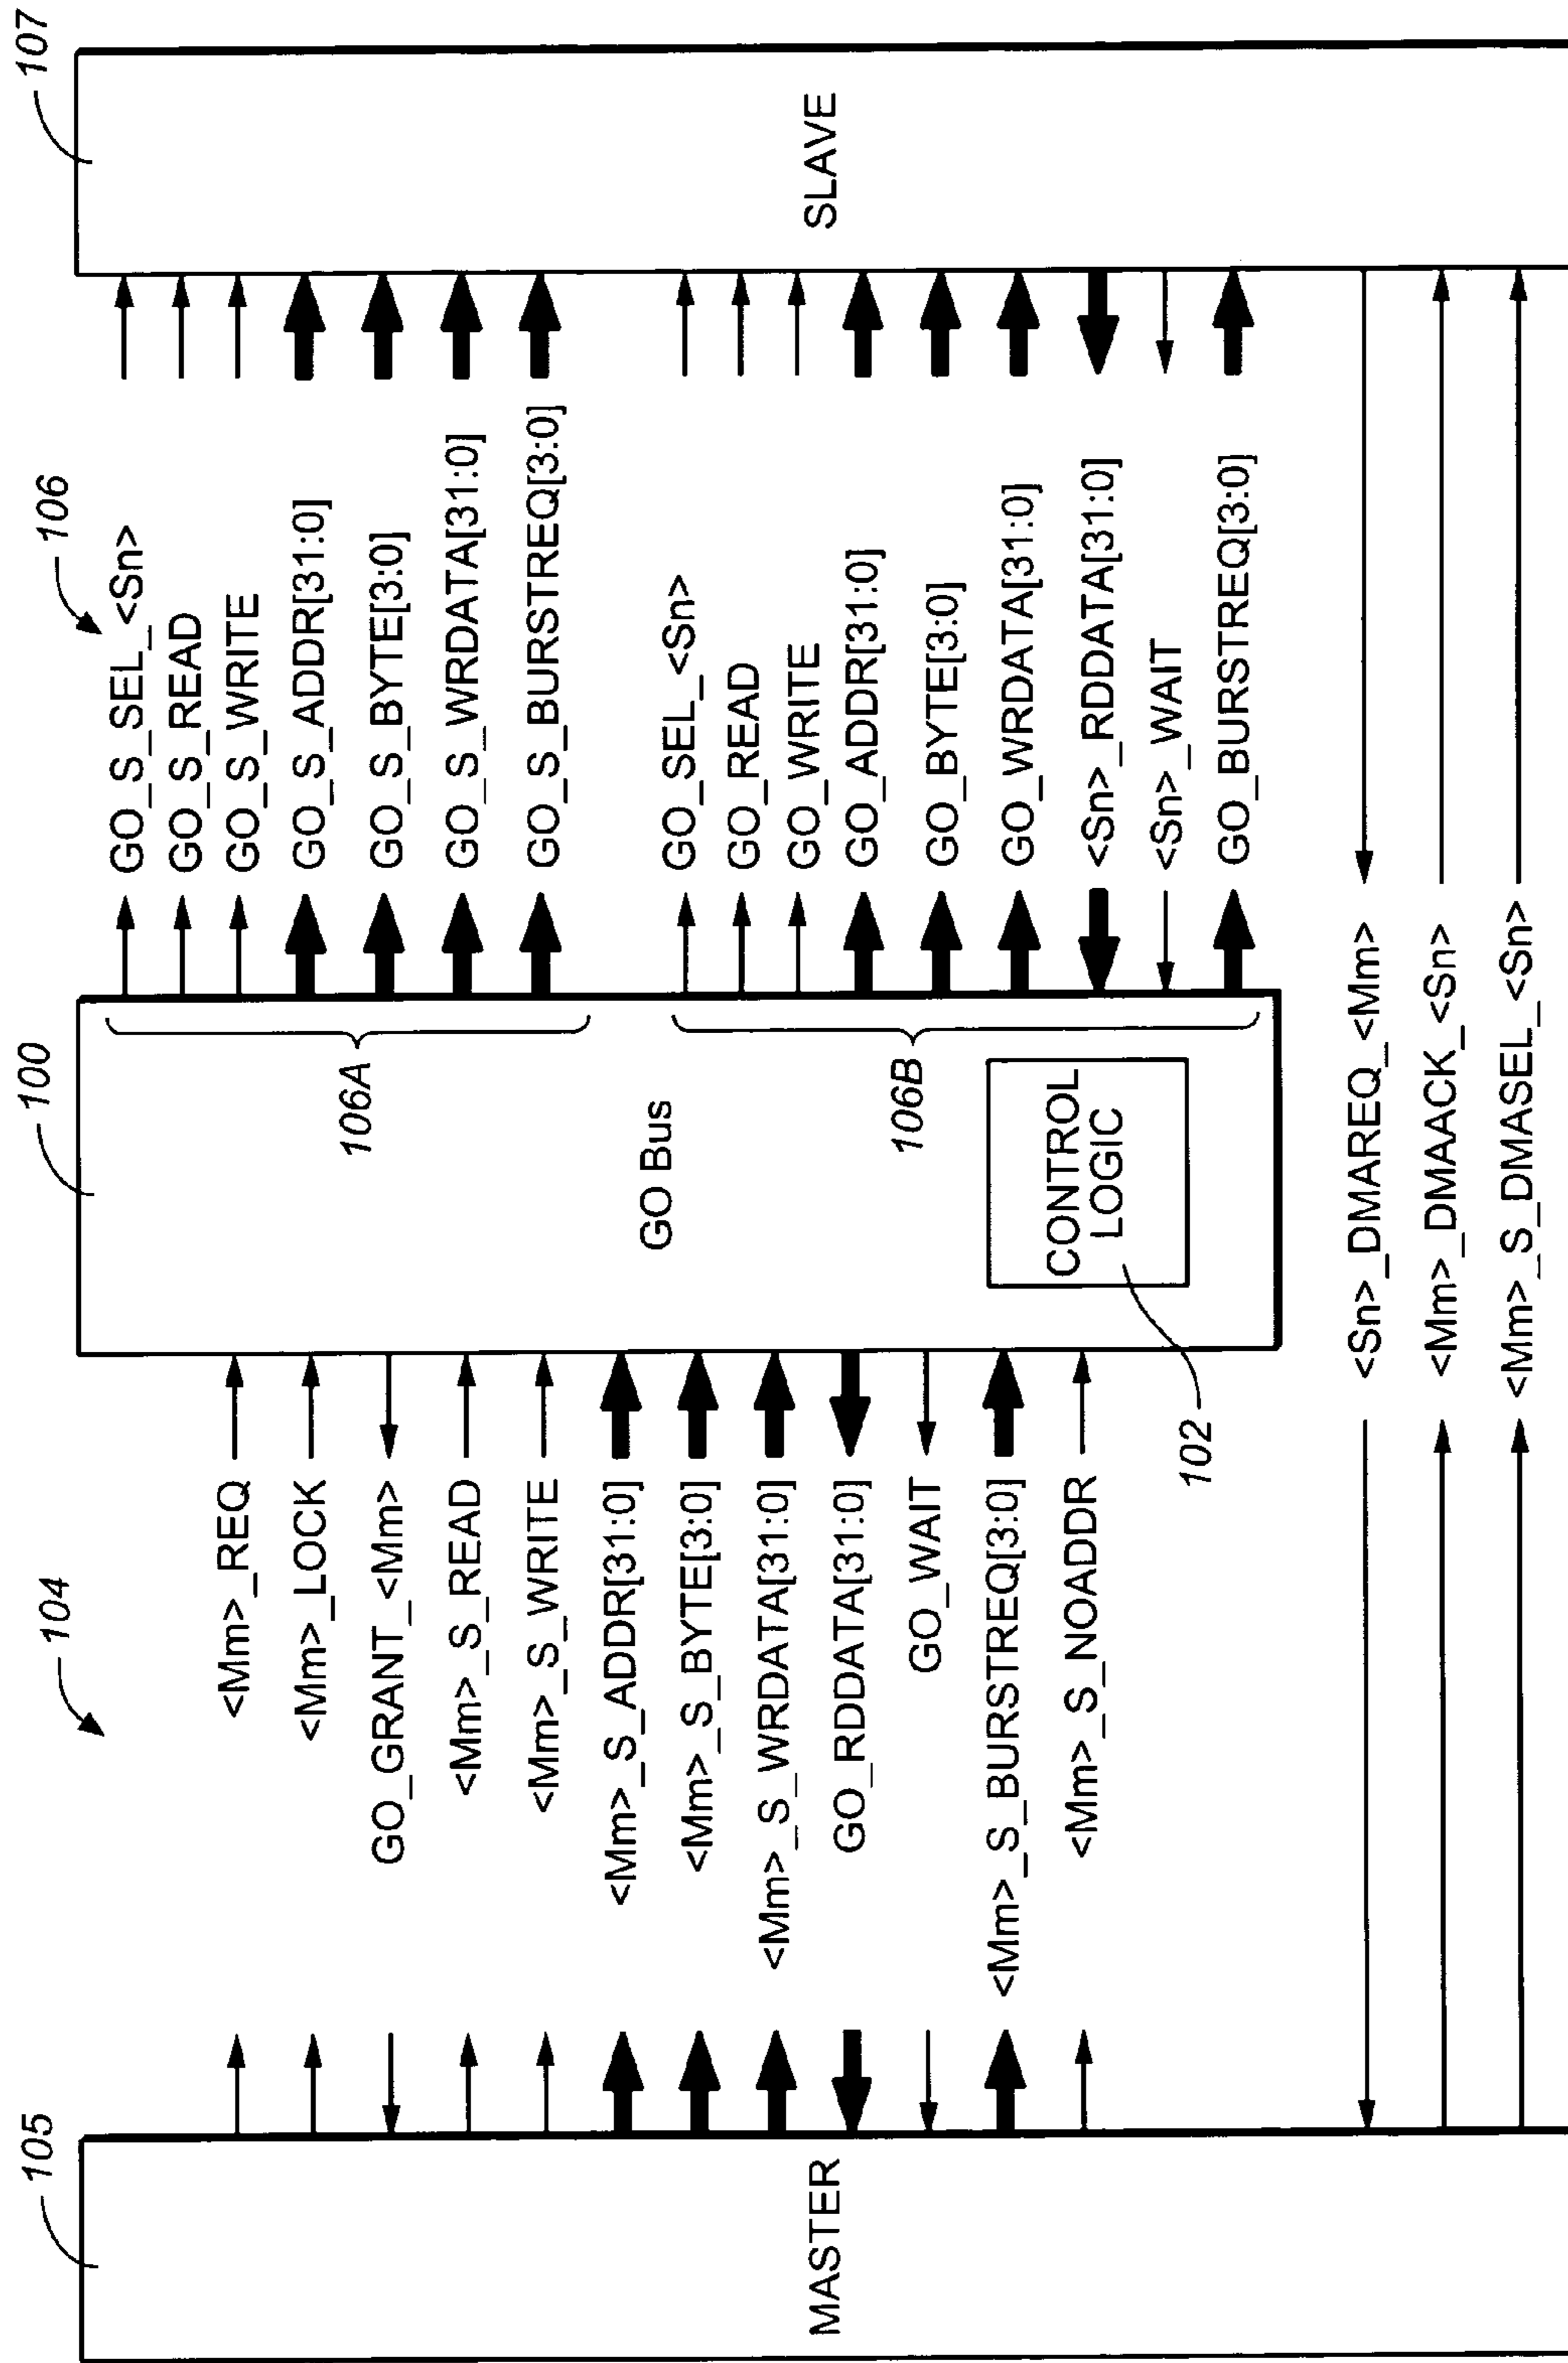 105
104
100
106
107
MASTER
<Mm>_REQ
<Mm>_LOCK
GO_GRANT_<Mm>
<Mm>_S_READ
<Mm>_S_WRITE
<Mm>_S_ADDR[31:0]
<Mm>_S_BYTE[3:0]
<Mm>_S_WRDATA[31:0]
GO_RDDATA[31:0]
GO_WAIT
<Mm>_S_BURSTREQ[3:0]
<Mm>_S_NOADDR
102
GO Bus
106A
106B
CONTROL
LOGIC
GO_S_SEL_<Sn>
GO_S_READ
GO_S_WRITE
GO_S_ADDR[31:0]
GO_S_BYTE[3:0]
GO_S_WRDATA[31:0]
GO_S_BURSTREQ[3:0]
GO_SEL_<Sn>
GO_READ
GO_WRITE
GO_ADDR[31:0]
GO_BYTE[3:0]
GO_WRDATA[31:0]
<Sn>_RDDATA[31:0]
<Sn>_WAIT
GO_BURSTREQ[3:0]
SLAVE
<Sn>_DMAREQ_<Mm>
<Mm>_DMAACK_<Sn>
<Mm>_S_DMASEL_<Sn>